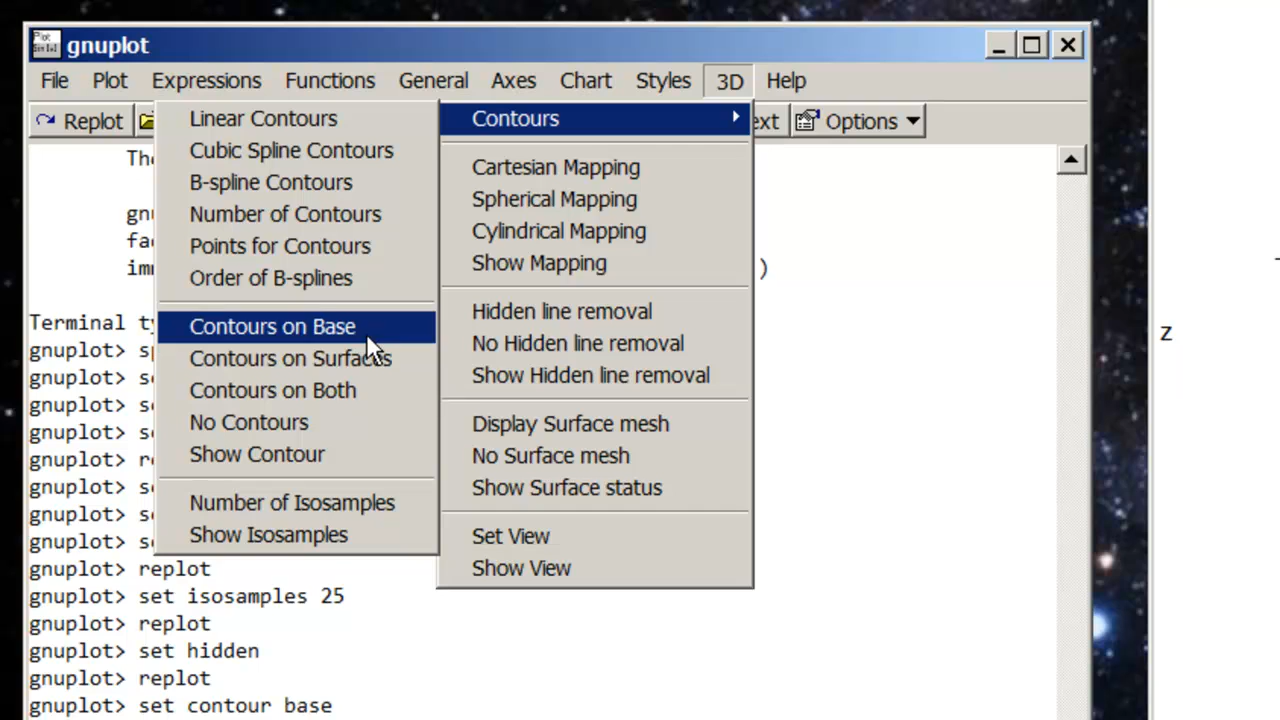 gnuplot
File Plot Expressions Functions General Axes Chart Styles 3D Help
Replot Options
Linear Contours
Cubic Spline Contours
B-spline Contours
Number of Contours
Points for Contours
Order of B-splines
Contours on Base
Contours on Surfaces
Contours on Both
No Contours
Show Contour
Number of Isosamples
Show Isosamples
Contours
Cartesian Mapping
Spherical Mapping
Cylindrical Mapping
Show Mapping
Hidden line removal
No Hidden line removal
Show Hidden line removal
Display Surface mesh
No Surface mesh
Show Surface status
Set View
Show View
)
Terminal
gnuplot>
gnuplot>
gnuplot>
gnuplot>
gnuplot>
gnuplot>
gnuplot>
gnuplot>
gnuplot> replot
gnuplot> set isosamples 25
gnuplot> replot
gnuplot> set hidden
gnuplot> replot
gnuplot> set contour base
z